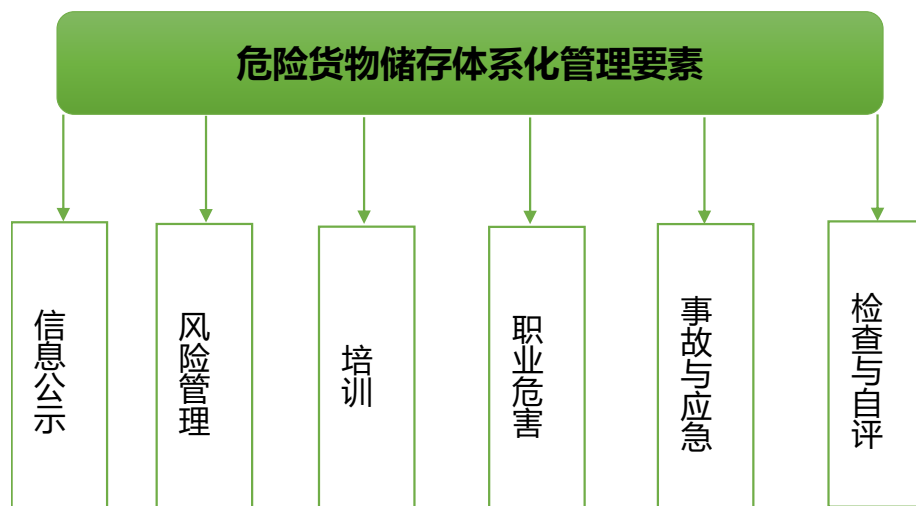 危险货物储存体系化管理要素
信息公示
风险管理
培训
职业危害
事故与应急
检查与自评